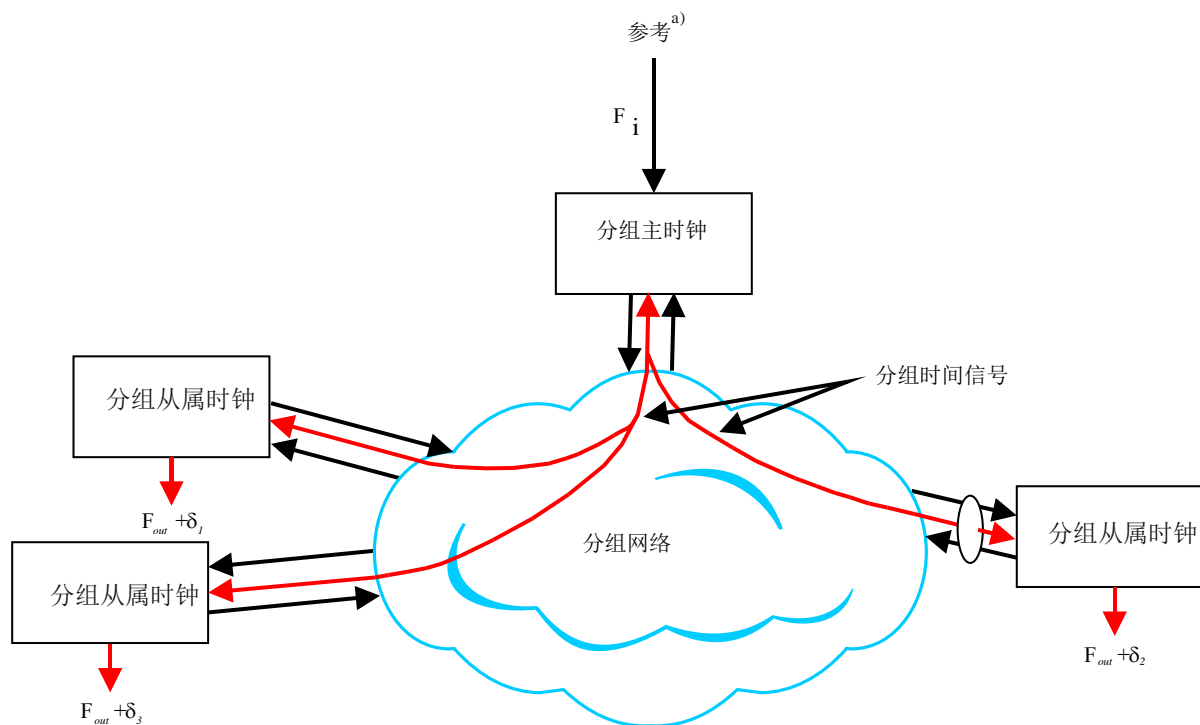 参考a)
F i
分组主时钟
分组时间信号
分组从属时钟
Fout +δ1
分组网络
分组从属时钟
Fout +δ2
分组从属时钟
Fout +δ3